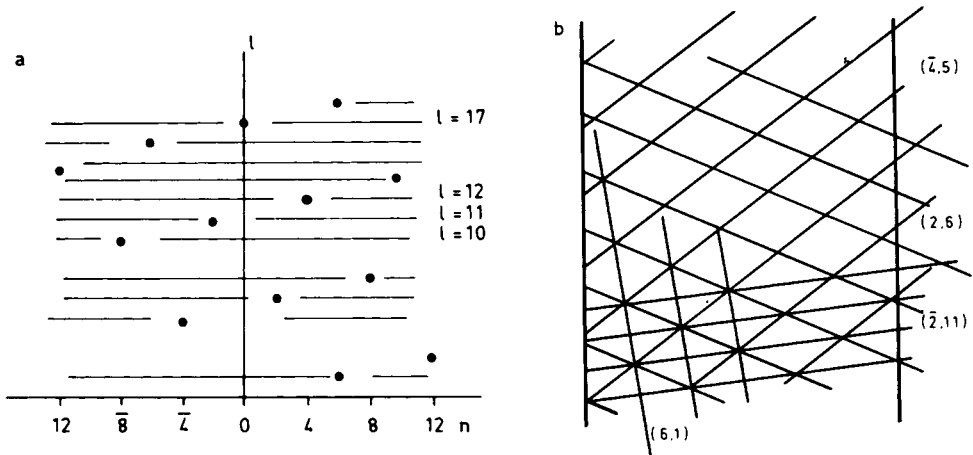 a
l
l = 17
l = 12
l = 11
l = 10
12 8̄ 4̄ 0 4 8 12 n
b
(4̄,5)
(2,6)
(2̄,11)
(6,1)